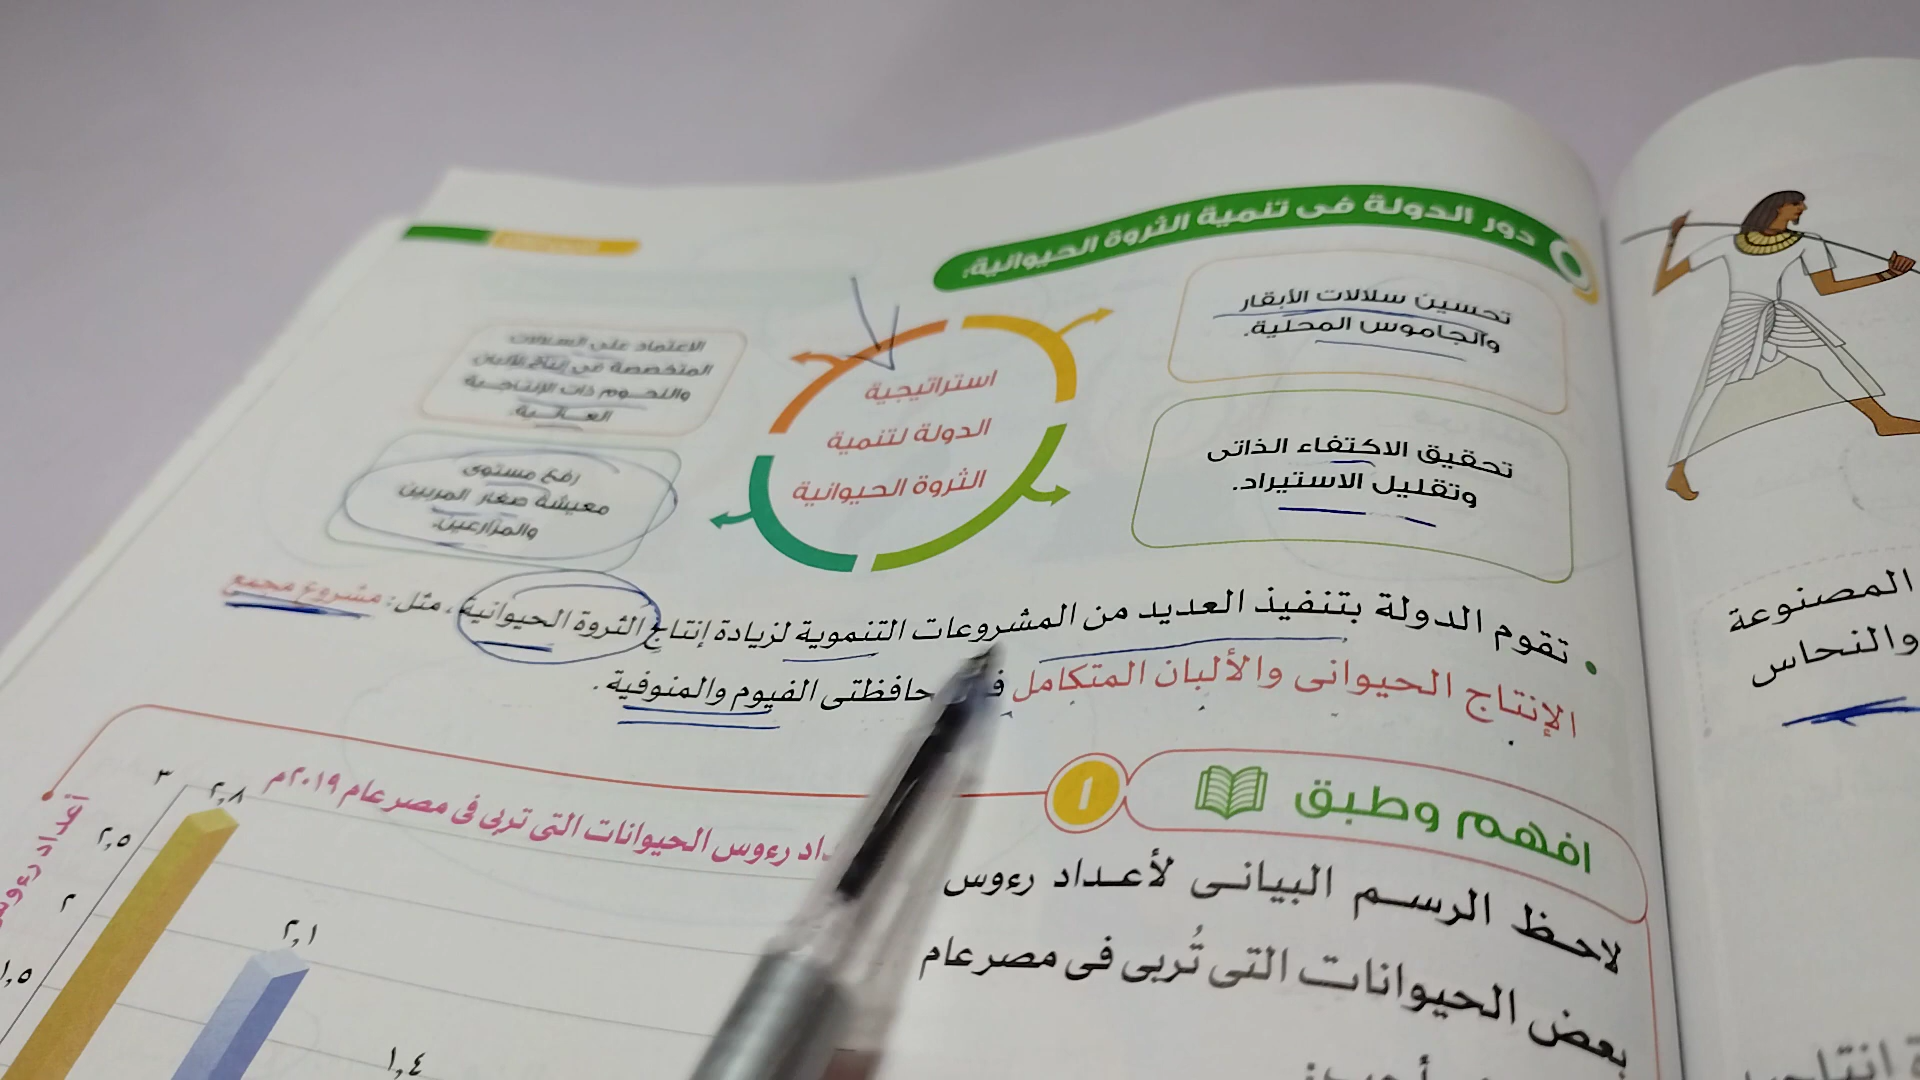 دور الدولة فى تنمية الثروة الحيوانية:
تحسين سلالات الأبقار
والجاموس المحلية.
تحقيق الاكتفاء الذاتى
وتقليل الاستيراد.
استراتيجية
الدولة لتنمية
الثروة الحيوانية
الاعتماد على السلالات
المتخصصة فى إنتاج الألبان
واللحوم ذات الإنتاجية
العالية.
رفع مستوى
معيشة صغار المربين
والمزارعين.
• تقوم الدولة بتنفيذ العديد من المشروعات التنموية لزيادة إنتاج الثروة الحيوانية، مثل: مشروع مجمع
الإنتاج الحيوانى والألبان المتكامل حافظتى الفيوم والمنوفية.
افهم وطبق
١
لاحظ الرسم البيانى لأعداد رءوس
بعض الحيوانات التى تُربى فى مصر عام
رءوس الحيوانات التى تربى فى مصر عام ٢٠١٩م
أعداد
٣
٢,٨
٢,٥
٢
٢,١
١,٥
١,٤
المصنوعة
والنحاس